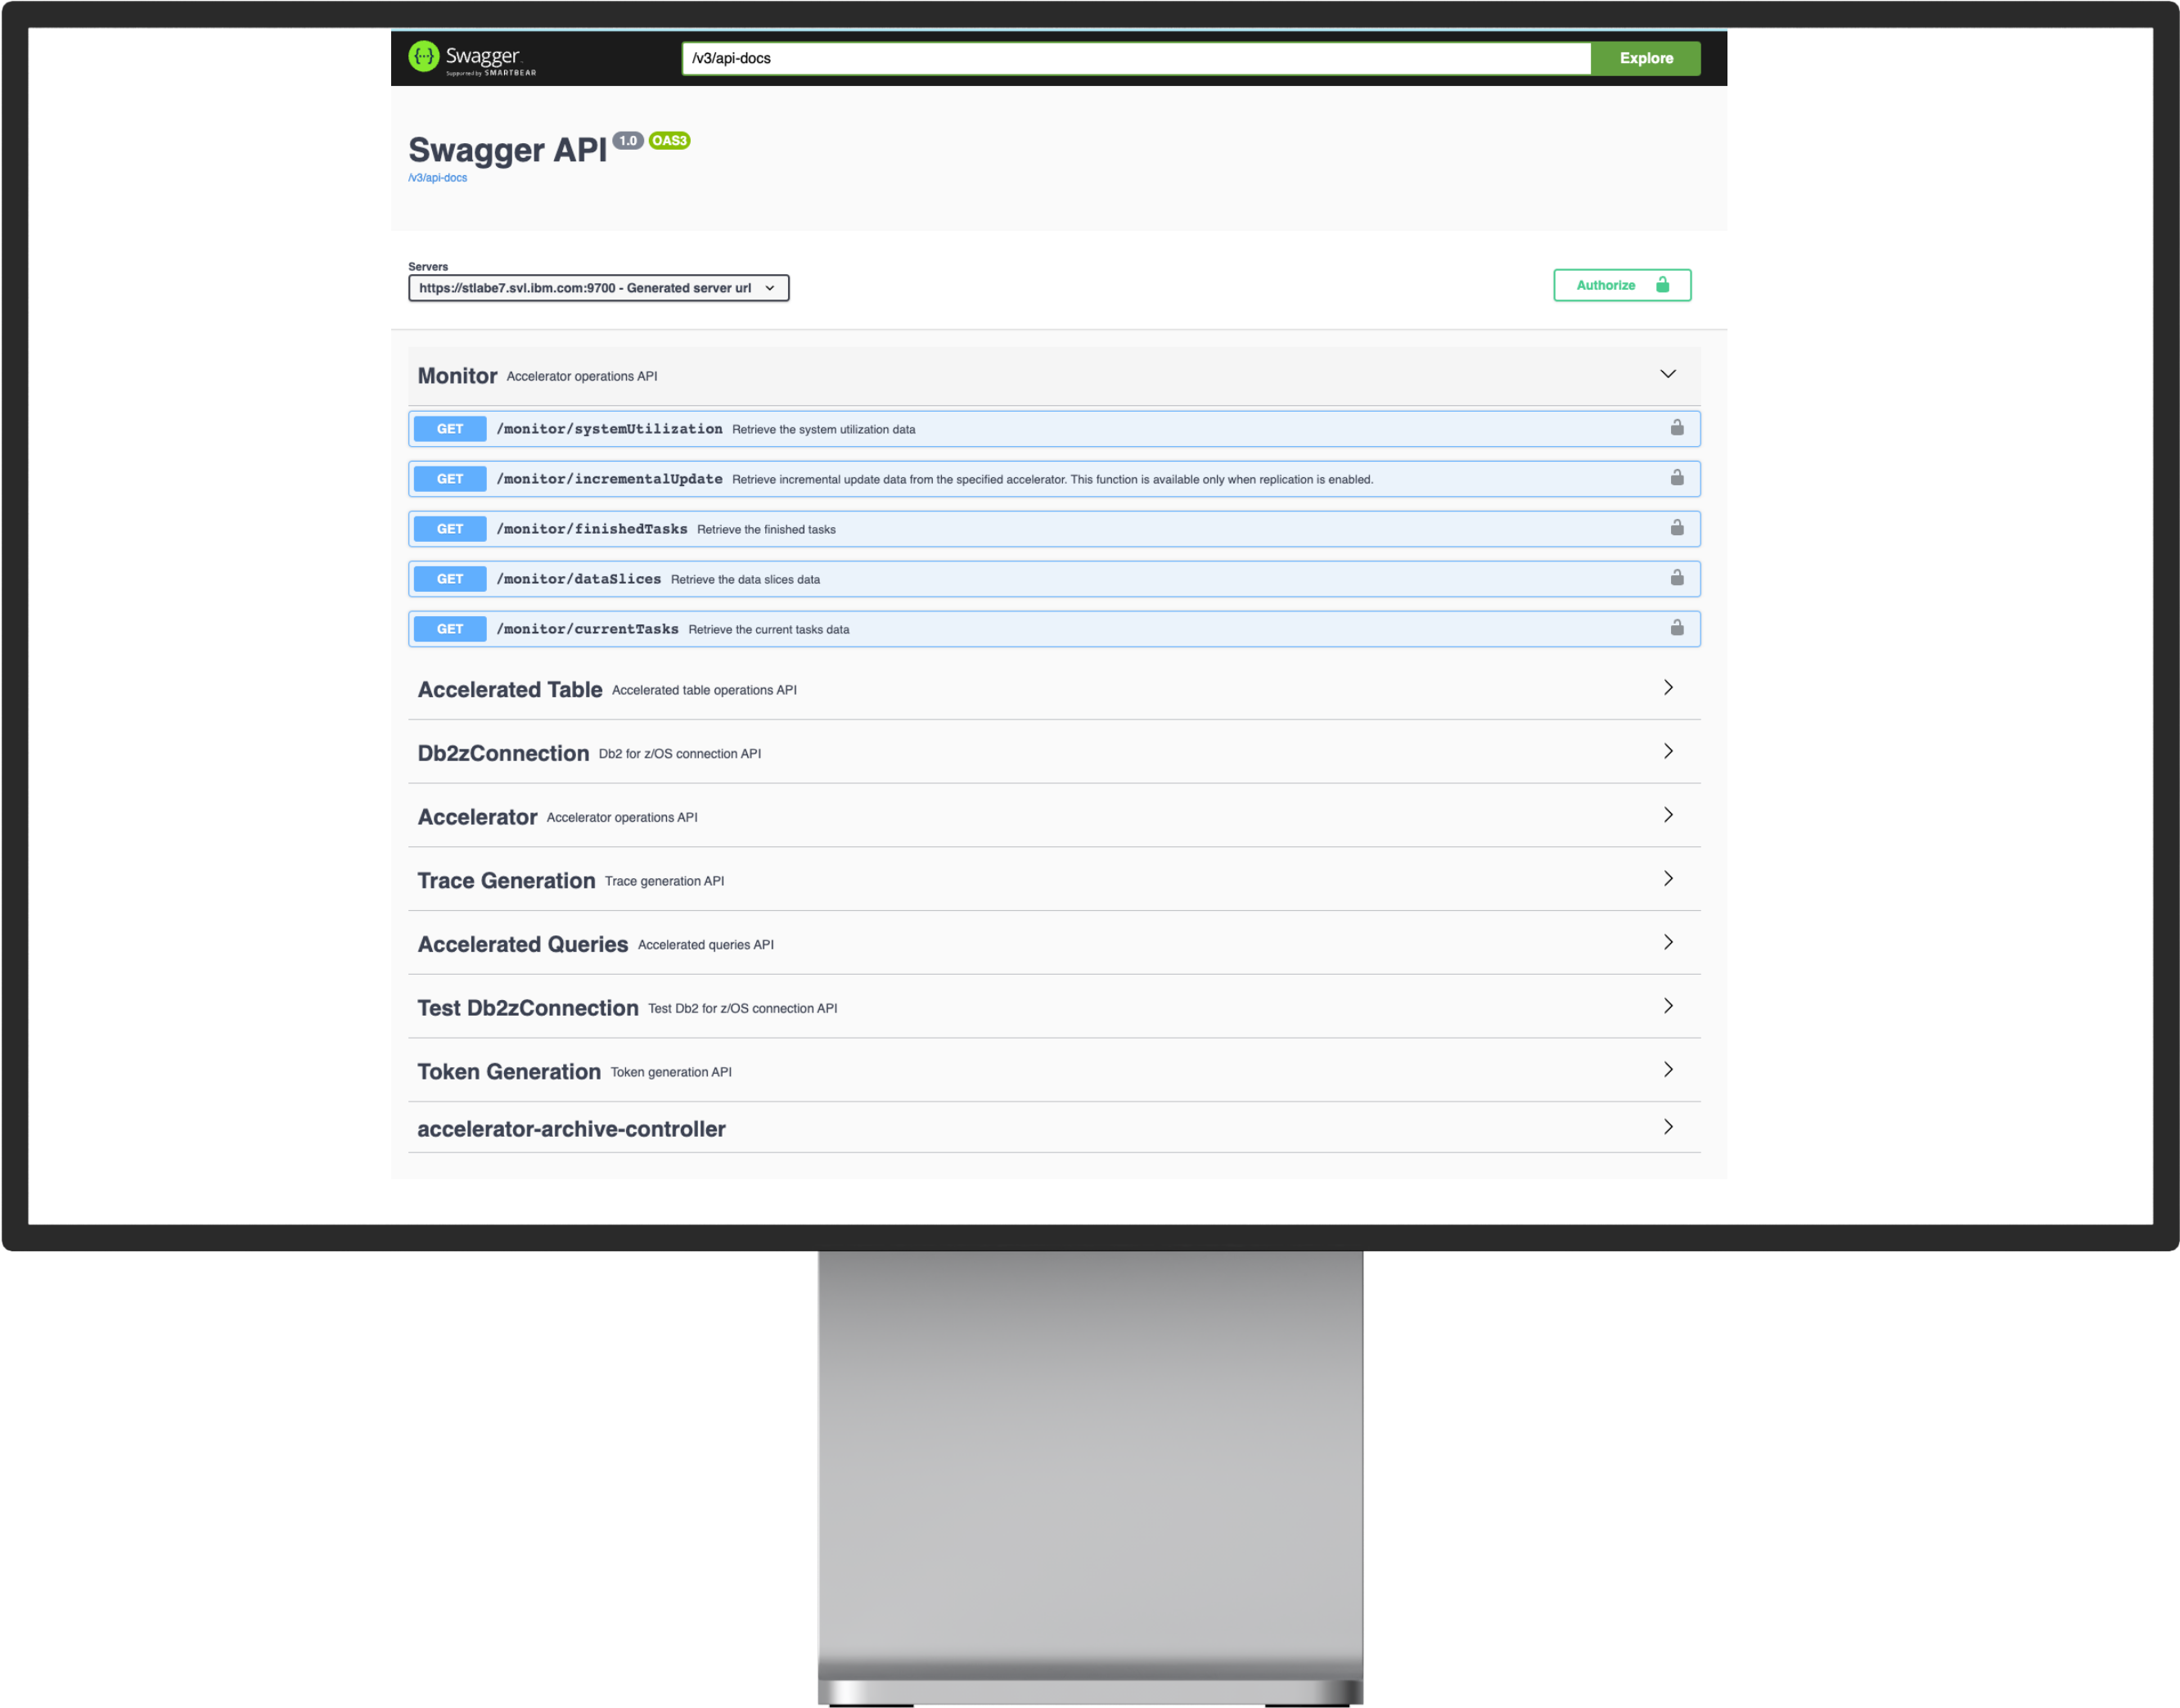 Swagger
Supported by SMARTBEAR
/v3/api-docs
Explore
Swagger API 1.0 OAS3
/v3/api-docs
Servers
https://stlabe7.svl.ibm.com:9700 - Generated server url
Authorize
Monitor Accelerator operations API
GET /monitor/systemUtilization Retrieve the system utilization data
GET /monitor/incrementalUpdate Retrieve incremental update data from the specified accelerator. This function is available only when replication is enabled.
GET /monitor/finishedTasks Retrieve the finished tasks
GET /monitor/dataSlices Retrieve the data slices data
GET /monitor/currentTasks Retrieve the current tasks data
Accelerated Table Accelerated table operations API
Db2zConnection Db2 for z/OS connection API
Accelerator Accelerator operations API
Trace Generation Trace generation API
Accelerated Queries Accelerated queries API
Test Db2zConnection Test Db2 for z/OS connection API
Token Generation Token generation API
accelerator-archive-controller